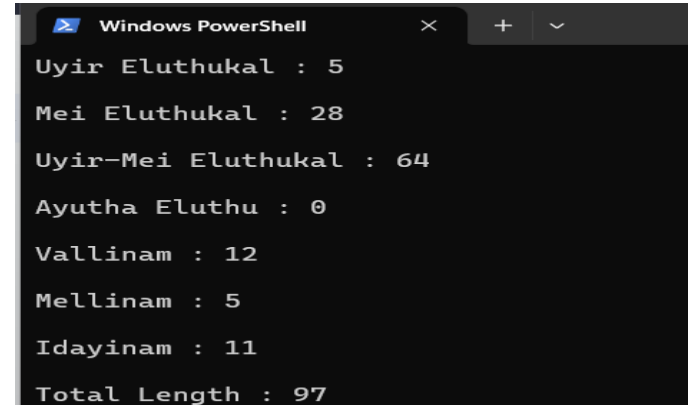 Windows PowerShell
Uyir Eluthukal : 5
Mei Eluthukal : 28
Uyir-Mei Eluthukal : 64
Ayutha Eluthu : 0
Vallinam : 12
Mellinam : 5
Idayinam : 11
Total Length : 97